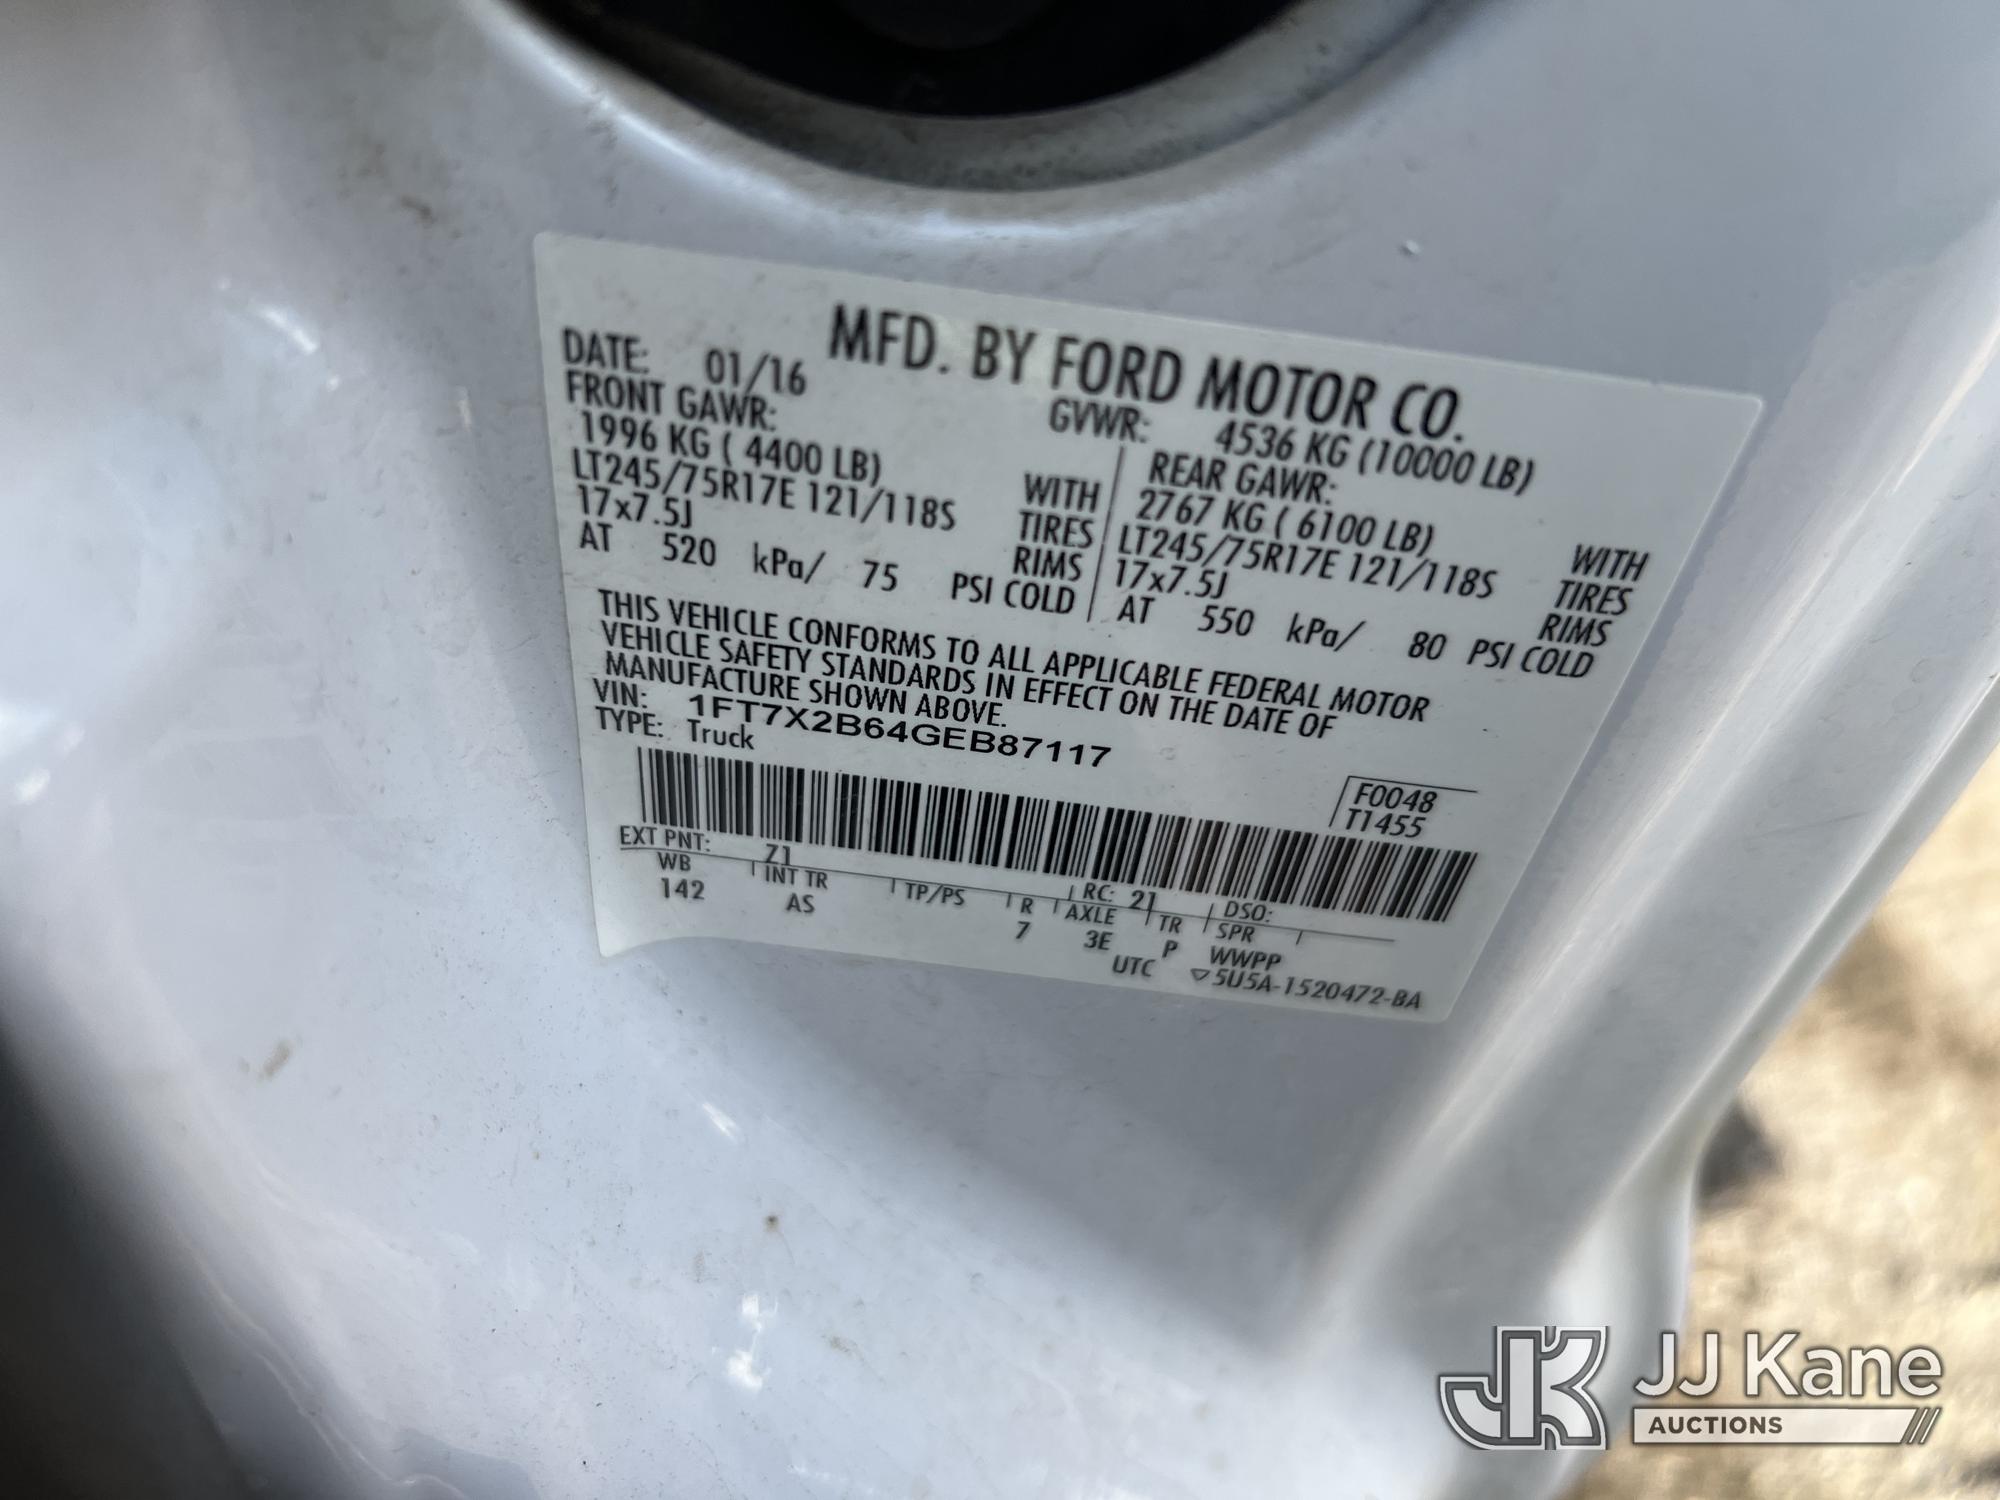 MFD. BY FORD MOTOR CO.
DATE: 01/16 GVWR: 4536 KG (10000 LB)
FRONT GAWR: REAR GAWR:
1996 KG ( 4400 LB) WITH 2767 KG ( 6100 LB) WITH
LT245/75R17E 121/118S TIRES LT245/75R17E 121/118S TIRES
17x7.5J RIMS 17x7.5J RIMS
AT 520 kPa/ 75 PSI COLD AT 550 kPa/ 80 PSI COLD
THIS VEHICLE CONFORMS TO ALL APPLICABLE FEDERAL MOTOR
VEHICLE SAFETY STANDARDS IN EFFECT ON THE DATE OF
MANUFACTURE SHOWN ABOVE.
VIN: 1FT7X2B64GEB87117
TYPE: Truck
F0048
T1455
EXT PNT: Z1 RC: 21 DSO:
WB INT TR TP/PS R AXLE TR SPR
142 AS 7 3E P WWPP
UTC ▽5U5A-1520472-BA
JK JJ Kane
AUCTIONS